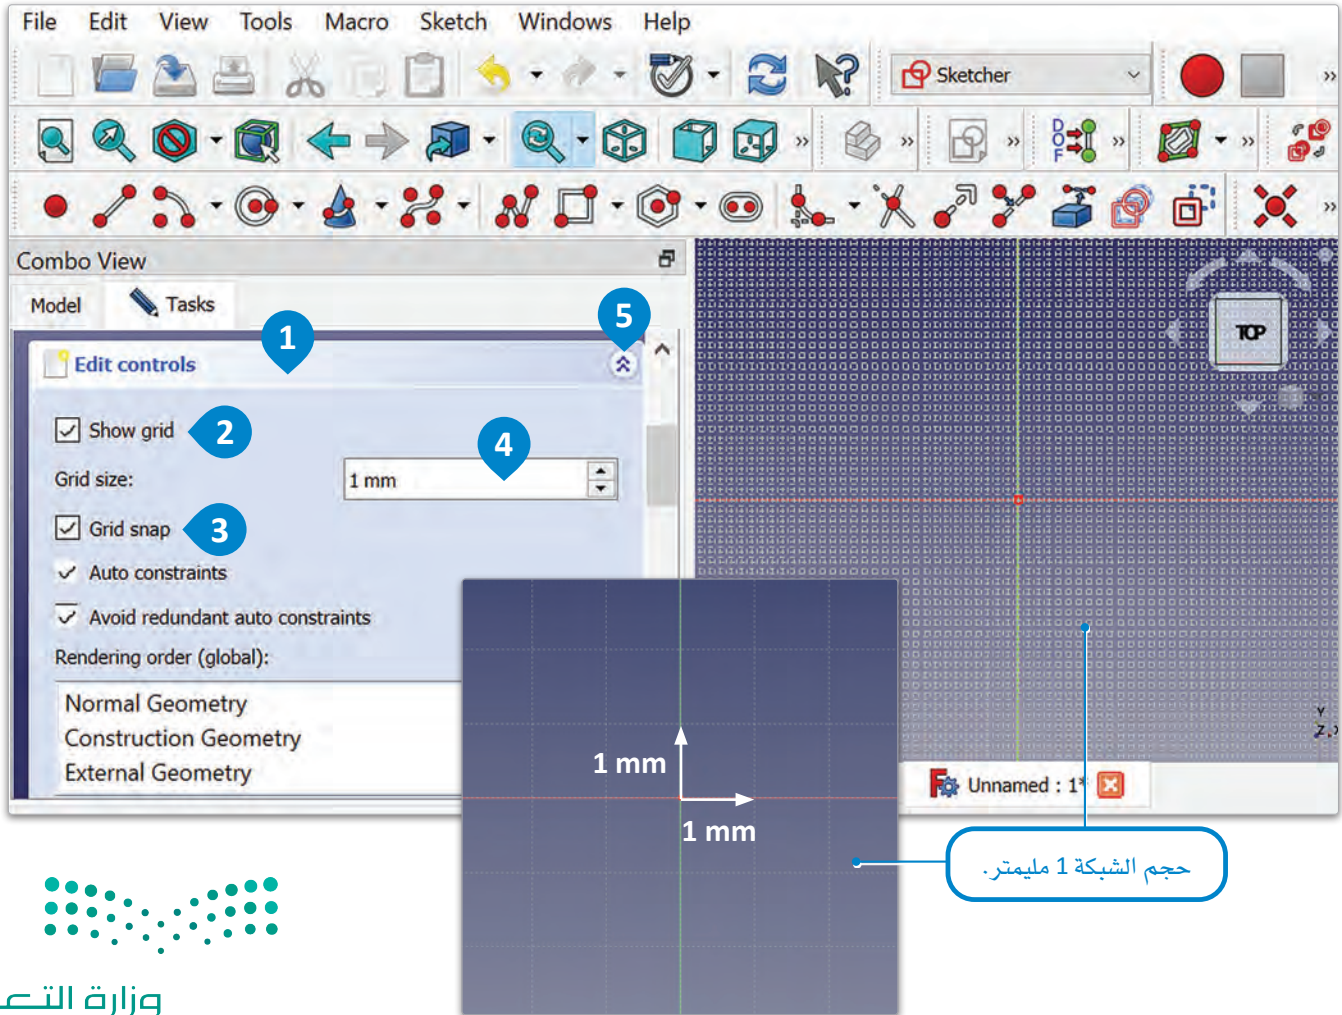 File Edit View Tools Macro Sketch Windows Help
Sketcher
D
O
F
Combo View
Model Tasks
1
5
Edit controls
TOP
Show grid 2
4
Grid size: 1 mm
Grid snap 3
Auto constraints
Avoid redundant auto constraints
Rendering order (global):
Normal Geometry
Construction Geometry
External Geometry
Y
Z
1 mm
1 mm
Unnamed : 1*
حجم الشبكة 1 مليمتر.